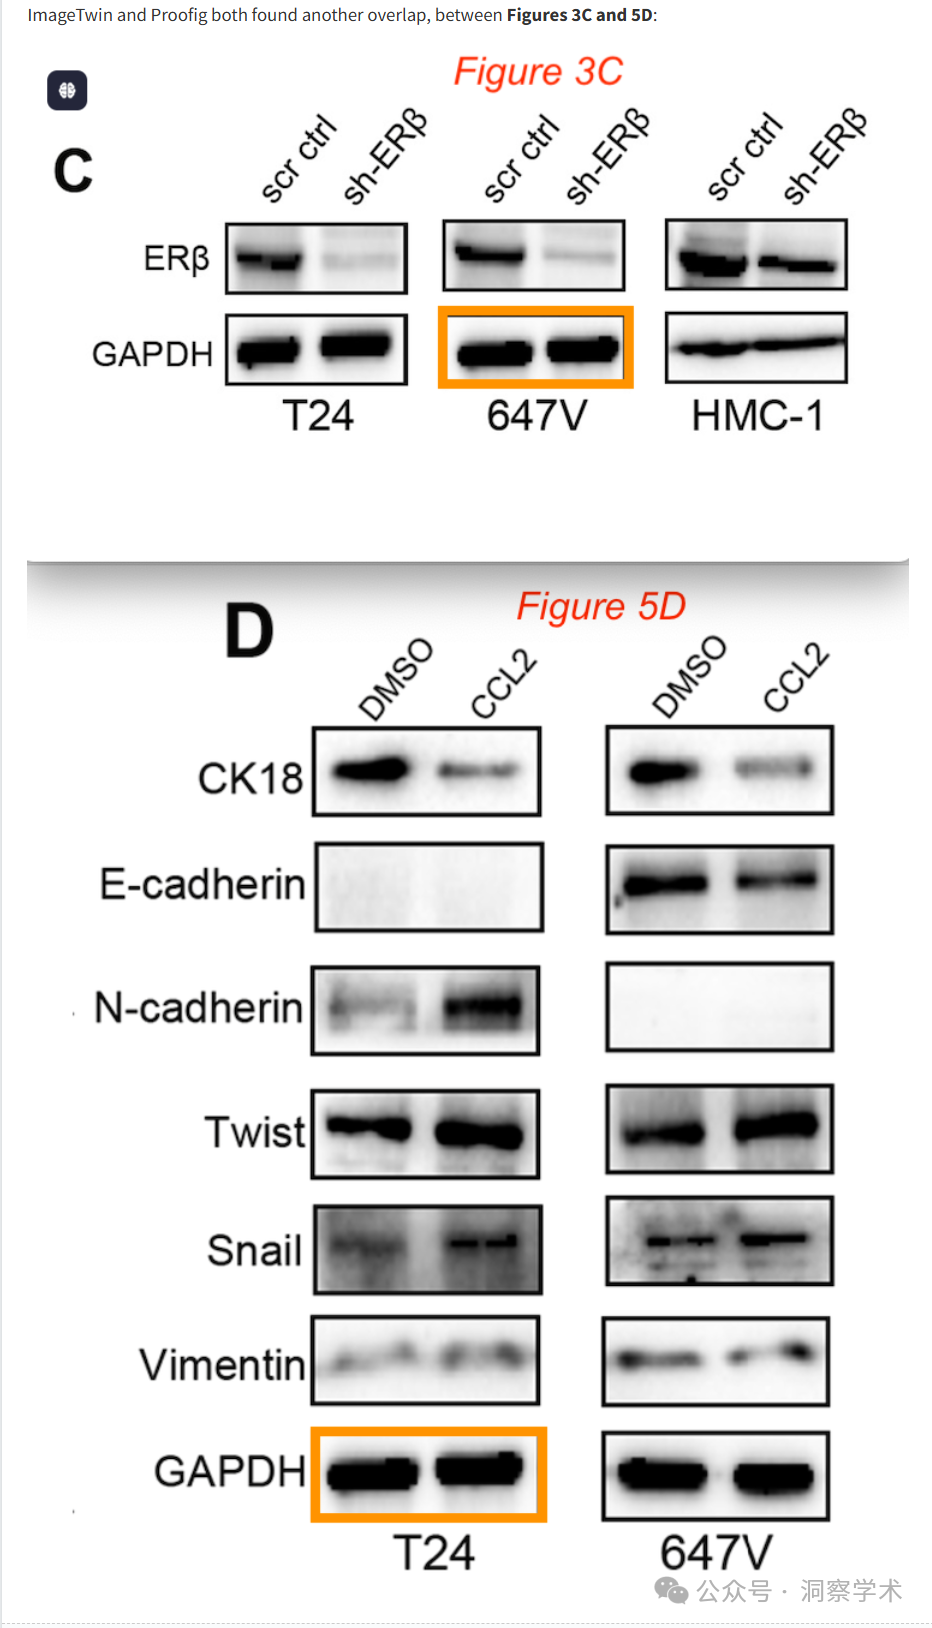 ImageTwin and Proofig both found another overlap, between Figures 3C and 5D:
Figure 3C
C
scr ctrl sh-ERβ scr ctrl sh-ERβ scr ctrl sh-ERβ
ERβ
GAPDH
T24 647V HMC-1
Figure 5D
D
DMSO CCL2 DMSO CCL2
CK18
E-cadherin
N-cadherin
Twist
Snail
Vimentin
GAPDH
T24 647V
公众号 · 洞察学术